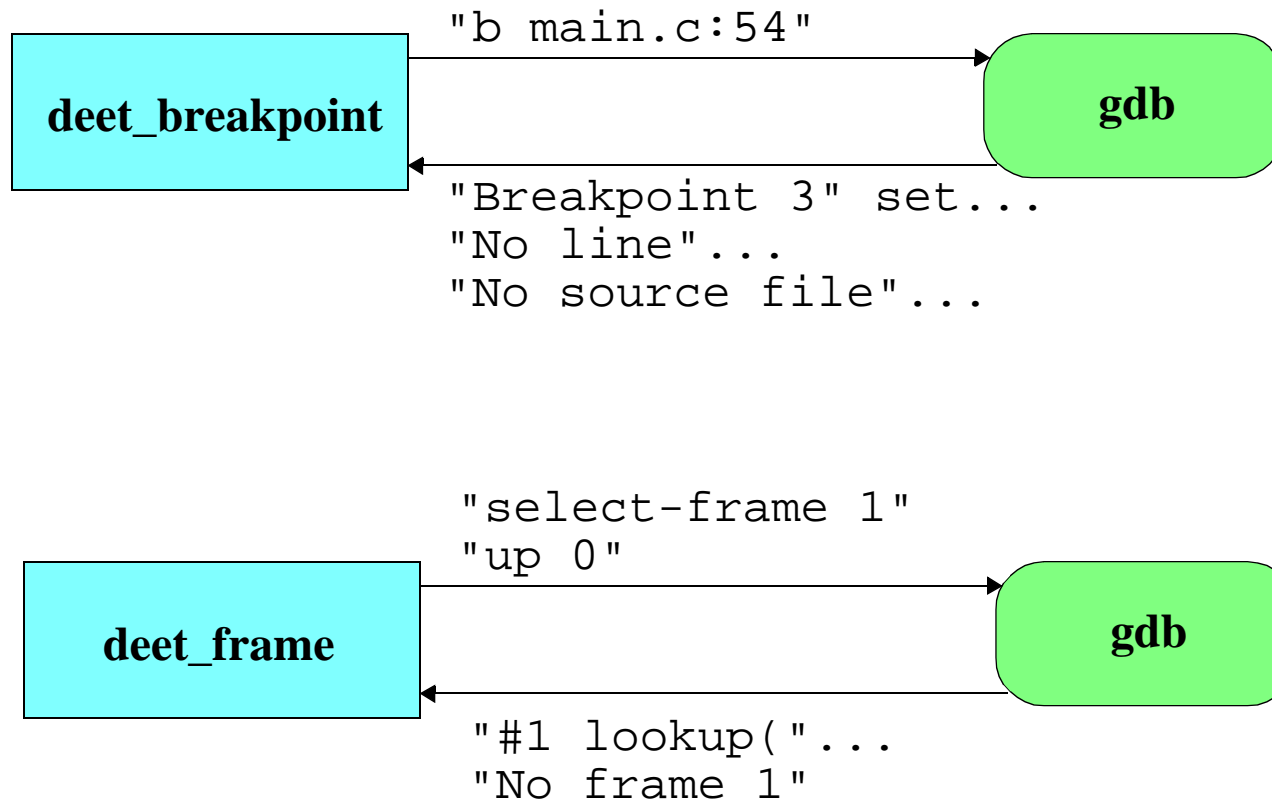 "b main.c:54"
deet_breakpoint
gdb
"Breakpoint 3" set...
"No line"...
"No source file"...
"select-frame 1"
"up 0"
deet_frame
gdb
"#1 lookup("...
"No frame 1"